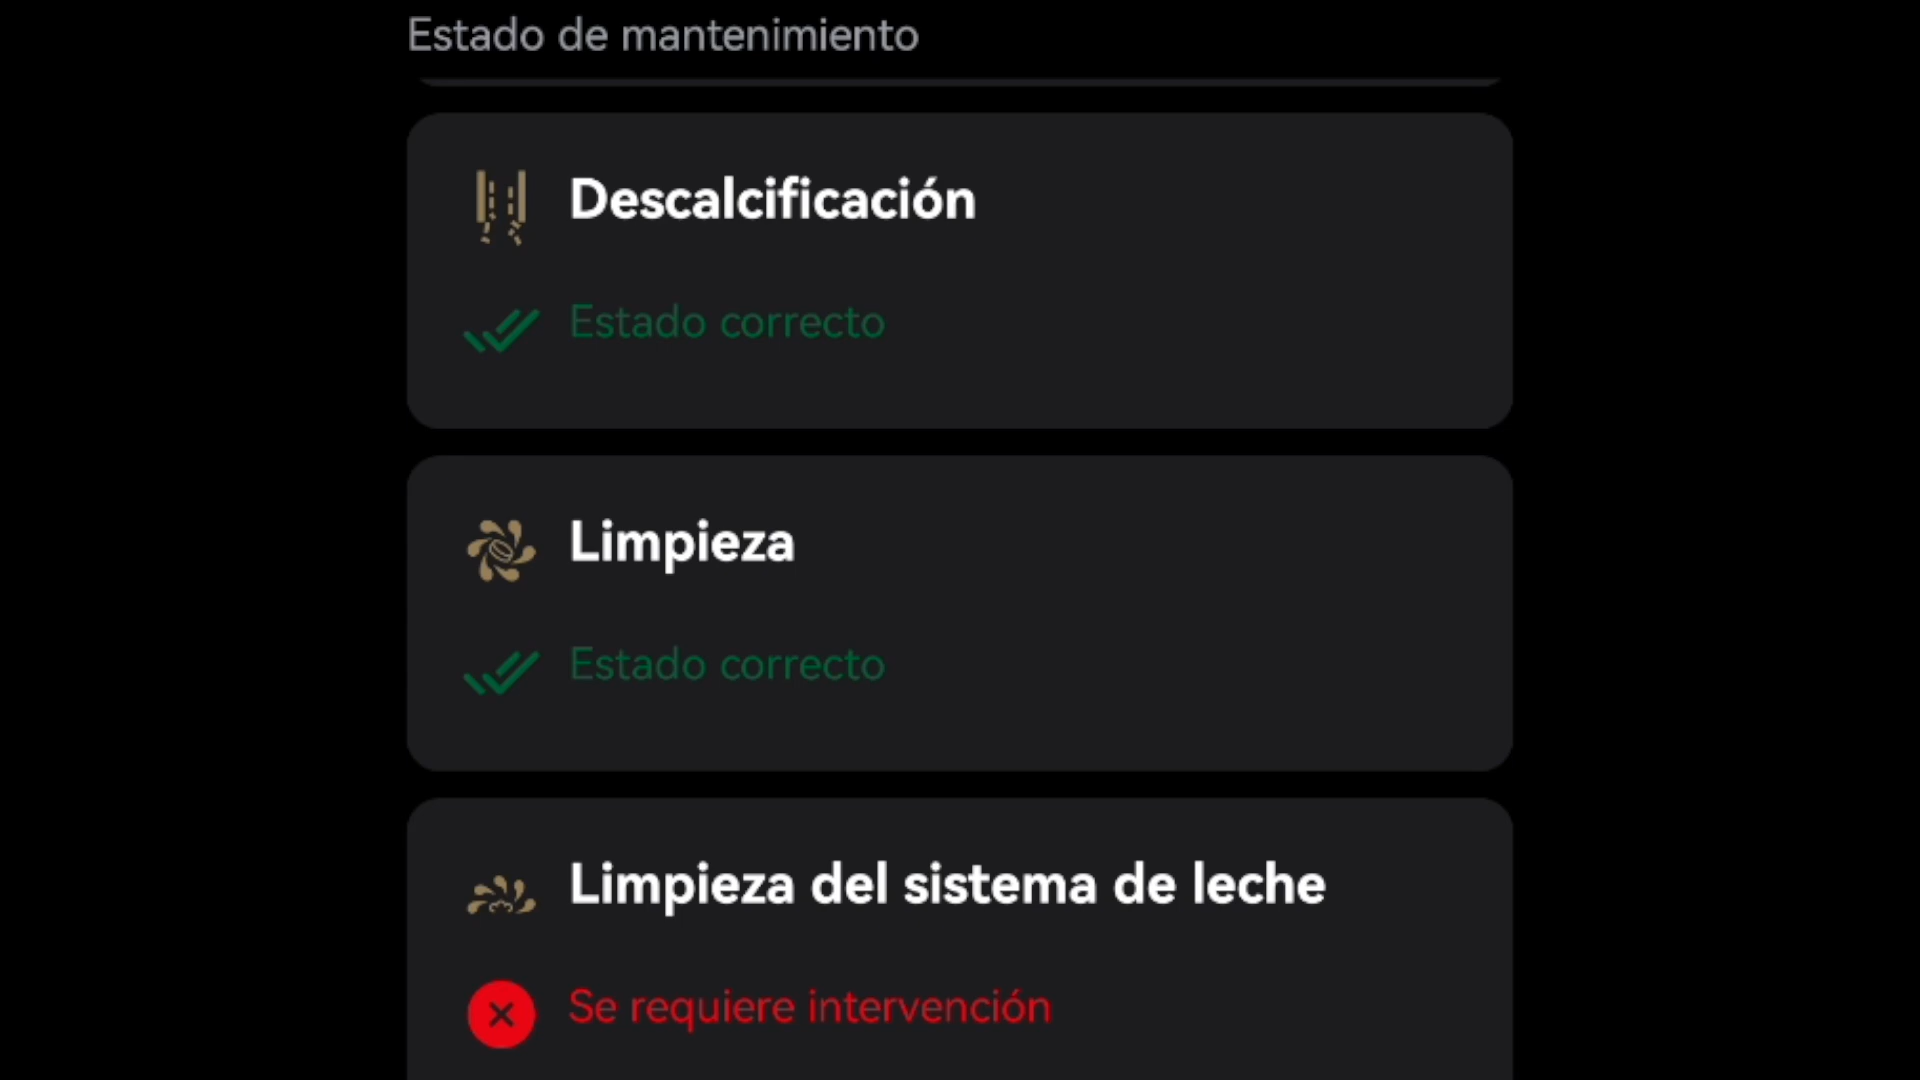 Estado de mantenimiento
Descalcificación
Estado correcto
Limpieza
Estado correcto
Limpieza del sistema de leche
Se requiere intervención